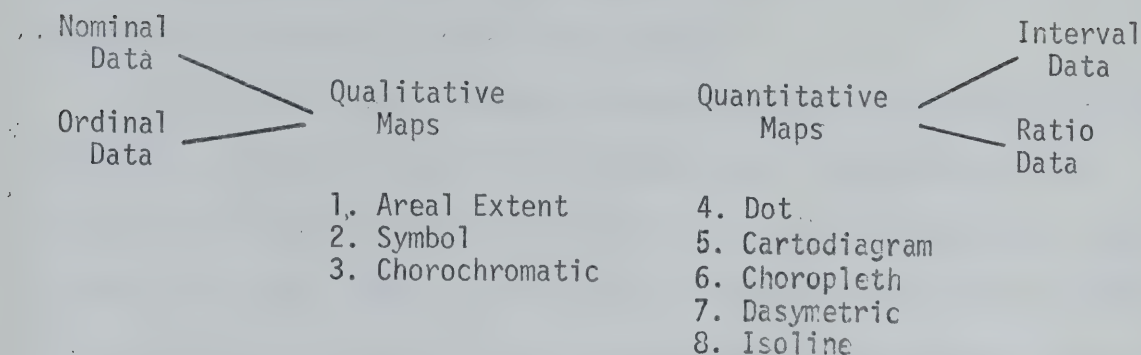 Nominal
Data
Ordinal
Data
Qualitative
Maps
1. Areal Extent
2. Symbol
3. Chorochromatic
Quantitative
Maps
4. Dot
5. Cartodiagram
6. Choropleth
7. Dasymetric
8. Isoline
Interval
Data
Ratio
Data